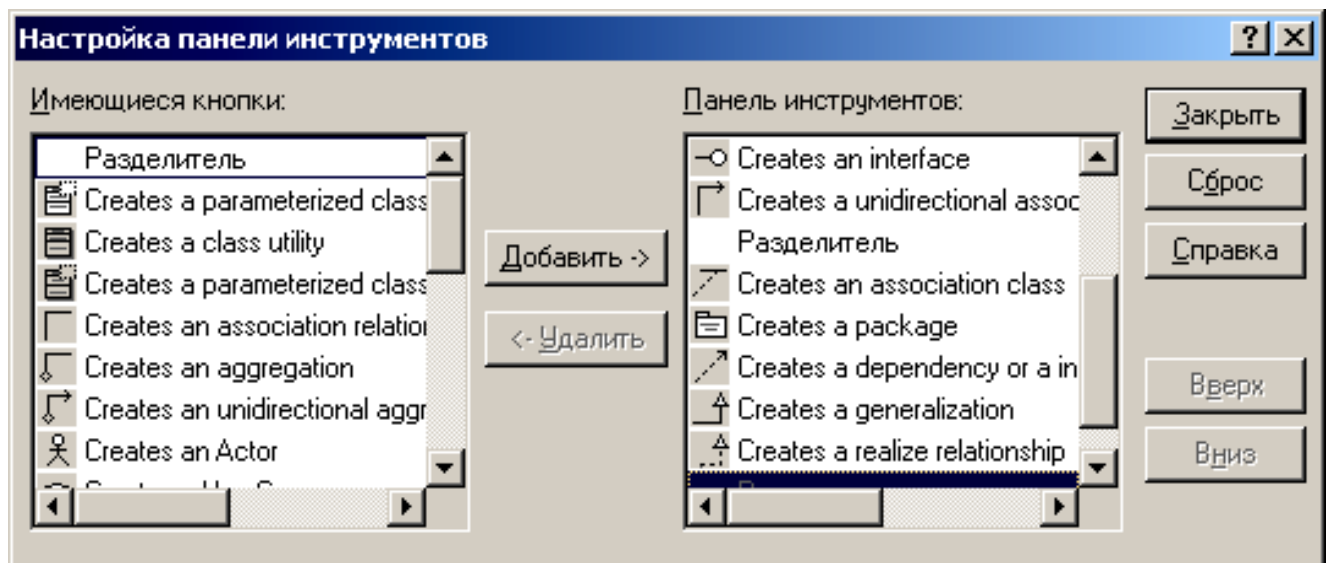 Настройка панели инструментов
Имеющиеся кнопки:
Разделитель
Creates a parameterized class
Creates a class utility
Creates a parameterized class
Creates an association relation
Creates an aggregation
Creates an unidirectional aggr
Creates an Actor
Добавить ->
<- Удалить
Панель инструментов:
Creates an interface
Creates a unidirectional assoc
Разделитель
Creates an association class
Creates a package
Creates a dependency or a in
Creates a generalization
Creates a realize relationship
Закрыть
Сброс
Справка
Вверх
Вниз